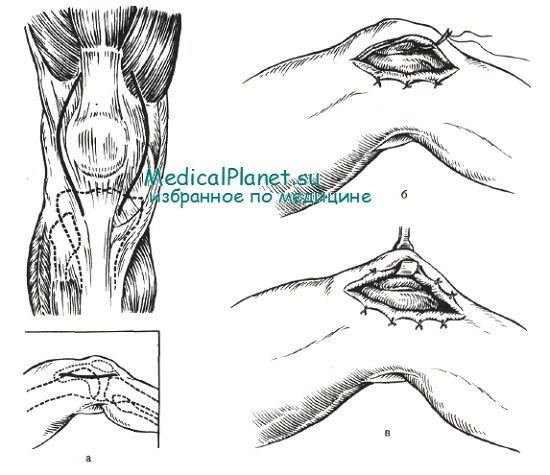 MedicalPlanet.su
избранное по медицине
б
а.
в